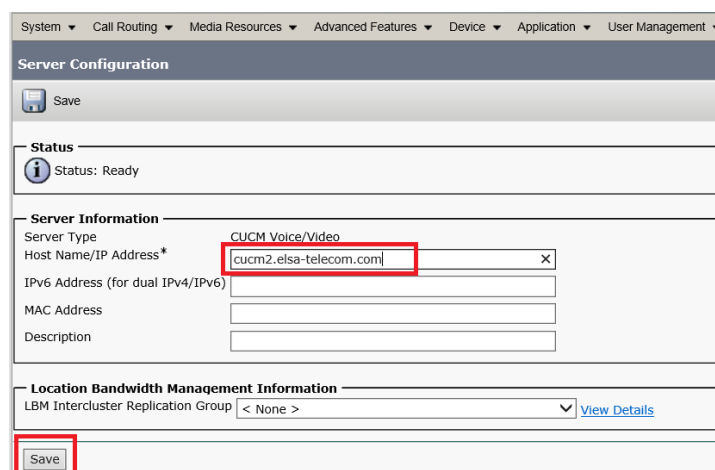 System Call Routing Media Resources Advanced Features Device Application User Management
Server Configuration
Save
Status
Status: Ready
Server Information
Server Type CUCM Voice/Video
Host Name/IP Address* cucm2.elsa-telecom.com
IPv6 Address (for dual IPv4/IPv6)
MAC Address
Description
Location Bandwidth Management Information
LBM Intercluster Replication Group < None > View Details
Save